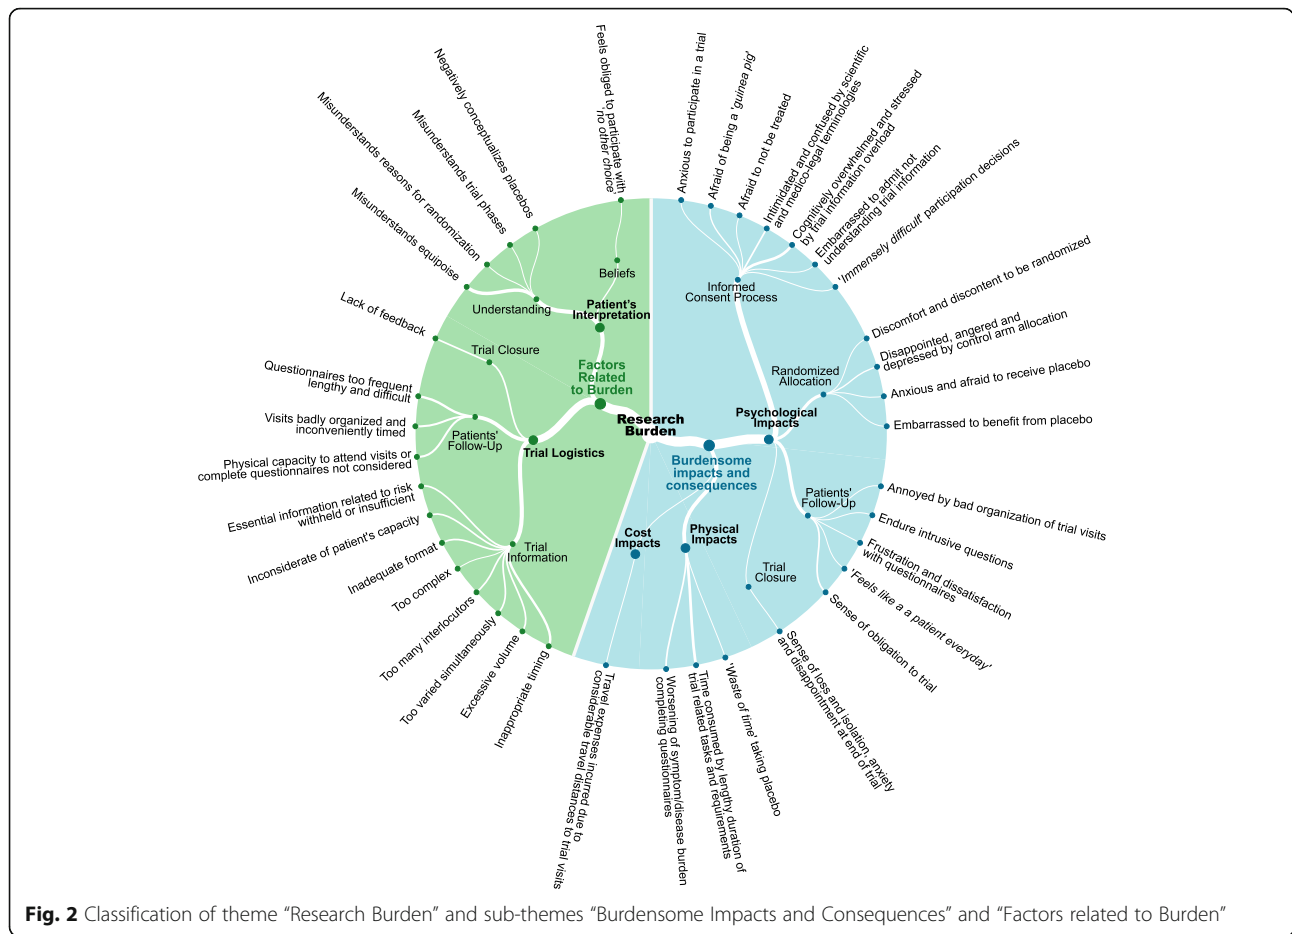 Research
Burden
Factors
Related
to Burden
Patient's
Interpretation
Beliefs
Feels obliged to participate with
'no other choice'
Understanding
Negatively conceptualizes placebos
Misunderstands trial phases
Misunderstands reasons for randomization
Misunderstands equipoise
Trial Logistics
Trial Closure
Lack of feedback
Patients'
Follow-Up
Questionnaires too frequent
lengthy and difficult
Visits badly organized and
inconveniently timed
Physical capacity to attend visits or
complete questionnaires not considered
Trial
Information
Essential information related to risk
withheld or insufficient
Inconsiderate of patient's capacity
Inadequate format
Too complex
Too many interlocutors
Too varied simultaneously
Excessive volume
Inappropriate timing
Burdensome
impacts and
consequences
Psychological
Impacts
Informed
Consent Process
Anxious to participate in a trial
Afraid of being a 'guinea pig'
Afraid to not be treated
Intimidated and confused by scientific
and medico-legal terminologies
Cognitively overwhelmed and stressed
by trial information overload
Embarrassed to admit not
understanding trial information
'Immensely difficult' participation decisions
Randomized
Allocation
Discomfort and discontent to be randomized
Disappointed, angered and
depressed by control arm allocation
Anxious and afraid to receive placebo
Embarrassed to benefit from placebo
Patients'
Follow-Up
Annoyed by bad organization of trial visits
Endure intrusive questions
Frustration and dissatisfaction
with questionnaires
'Feels like a a patient everyday'
Sense of obligation to trial
Trial
Closure
Sense of loss and isolation, anxiety
and disappointment at end of trial
Physical
Impacts
'Waste of time' taking placebo
Time consumed by lengthy duration of
trial related tasks and requirements
Worsening of symptom/disease burden
completing questionnaires
Cost
Impacts
Travel expenses incurred due to
considerable travel distances to trial visits
Fig. 2 Classification of theme “Research Burden” and sub-themes “Burdensome Impacts and Consequences” and “Factors related to Burden”